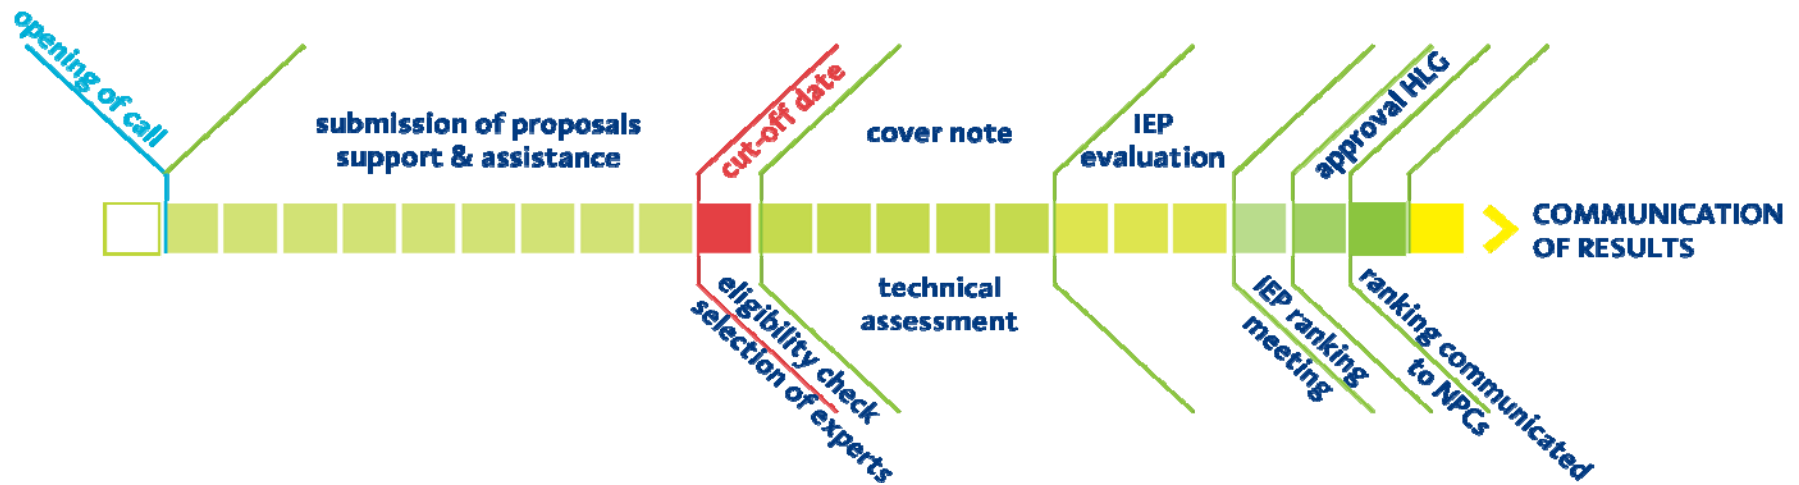 opening of call
submission of proposals
support & assistance
cut-off date
cover note
IEP
evaluation
approval HLG
COMMUNICATION
OF RESULTS
eligibility check
selection of experts
technical
assessment
IEP ranking
meeting
ranking communicated
to NPCs